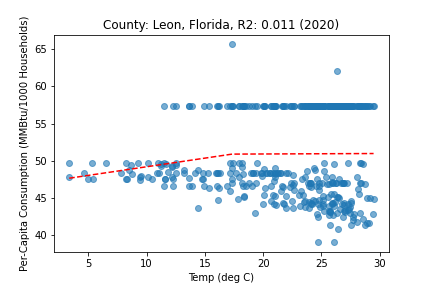 County: Leon, Florida, R2: 0.011 (2020)
Per-Capita Consumption (MMBtu/1000 Households)
65
60
55
50
45
40
5 10 15 20 25 30
Temp (deg C)